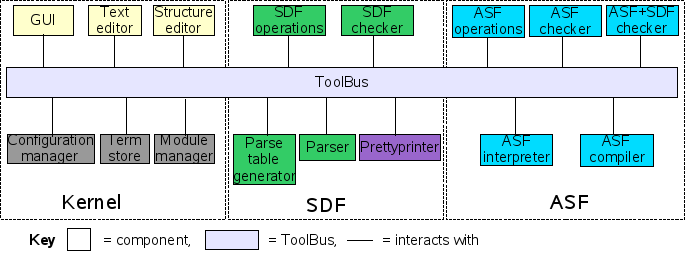 GUI
Text
editor
Structure
editor
SDF
operations
SDF
checker
ASF
operations
ASF
checker
ASF+SDF
checker
ToolBus
Configuration
manager
Term
store
Module
manager
Parse
table
generator
Parser
Prettyprinter
ASF
interpreter
ASF
compiler
Kernel
SDF
ASF
Key = component, = ToolBus, = interacts with